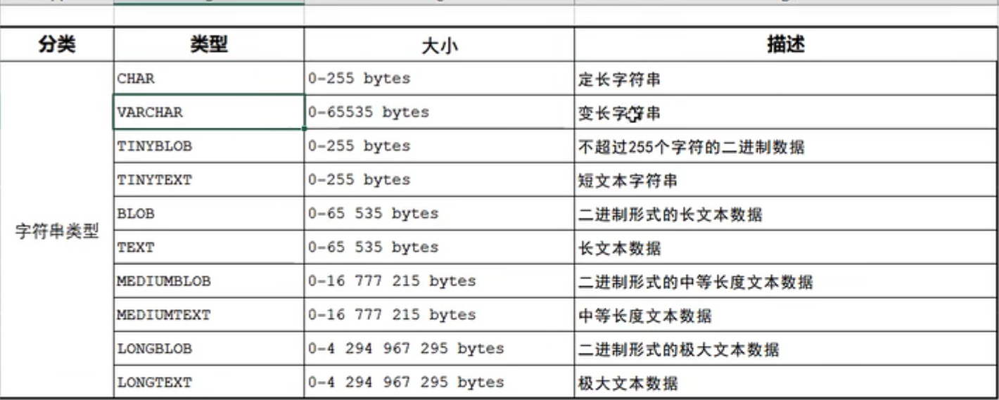 分类 类型 大小 描述
字符串类型
CHAR 0-255 bytes 定长字符串
VARCHAR 0-65535 bytes 变长字符串
TINYBLOB 0-255 bytes 不超过255个字符的二进制数据
TINYTEXT 0-255 bytes 短文本字符串
BLOB 0-65 535 bytes 二进制形式的长文本数据
TEXT 0-65 535 bytes 长文本数据
MEDIUMBLOB 0-16 777 215 bytes 二进制形式的中等长度文本数据
MEDIUMTEXT 0-16 777 215 bytes 中等长度文本数据
LONGBLOB 0-4 294 967 295 bytes 二进制形式的极大文本数据
LONGTEXT 0-4 294 967 295 bytes 极大文本数据